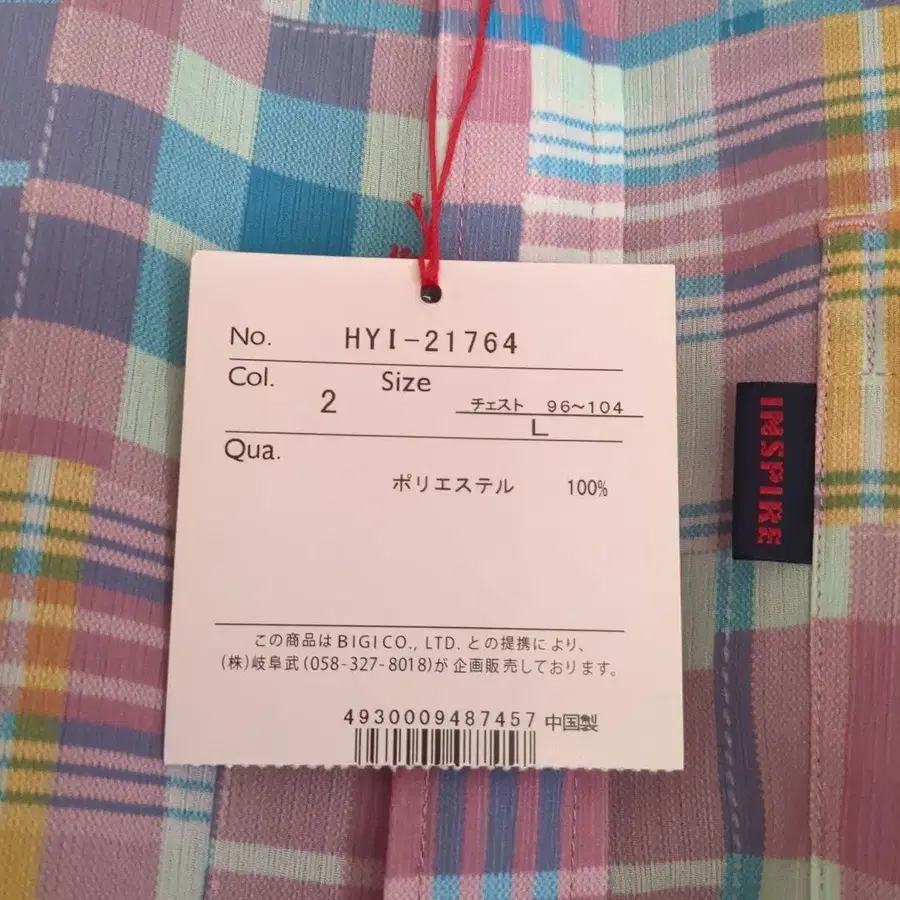 No. HYI-21764
Col. 2 Size チェスト 96~104
L
Qua.
ポリエステル 100%
この商品はBIGI CO., LTD. との提携により、
(株)岐阜武(058-327-8018)が企画販売しております。
4930009487457 中国製
INSPIRE